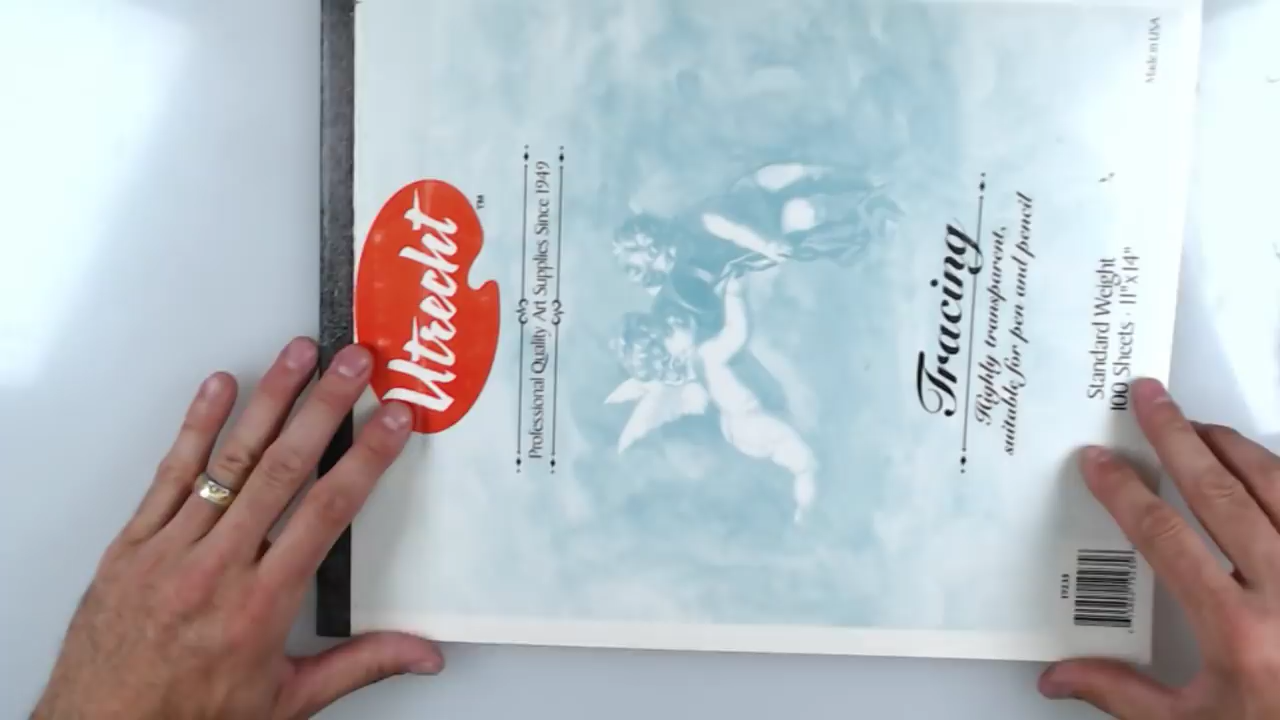 Utrecht™
Professional Quality Art Supplies Since 1949
Tracing
Highly transparent,
suitable for pen and pencil
Standard Weight
100 Sheets · 11" x 14"
Made in USA